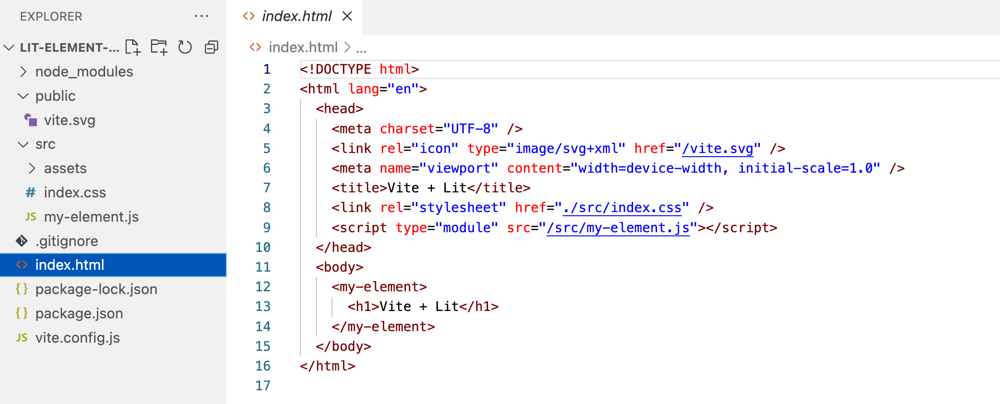 EXPLORER ...
LIT-ELEMENT-...
node_modules
public
vite.svg
src
assets
# index.css
JS my-element.js
.gitignore
<> index.html
{} package-lock.json
{} package.json
JS vite.config.js
<> index.html
<> index.html > ...
1 <!DOCTYPE html>
2 <html lang="en">
3 <head>
4 <meta charset="UTF-8" />
5 <link rel="icon" type="image/svg+xml" href="/vite.svg" />
6 <meta name="viewport" content="width=device-width, initial-scale=1.0" />
7 <title>Vite + Lit</title>
8 <link rel="stylesheet" href="./src/index.css" />
9 <script type="module" src="/src/my-element.js"></script>
10 </head>
11 <body>
12 <my-element>
13 <h1>Vite + Lit</h1>
14 </my-element>
15 </body>
16 </html>
17